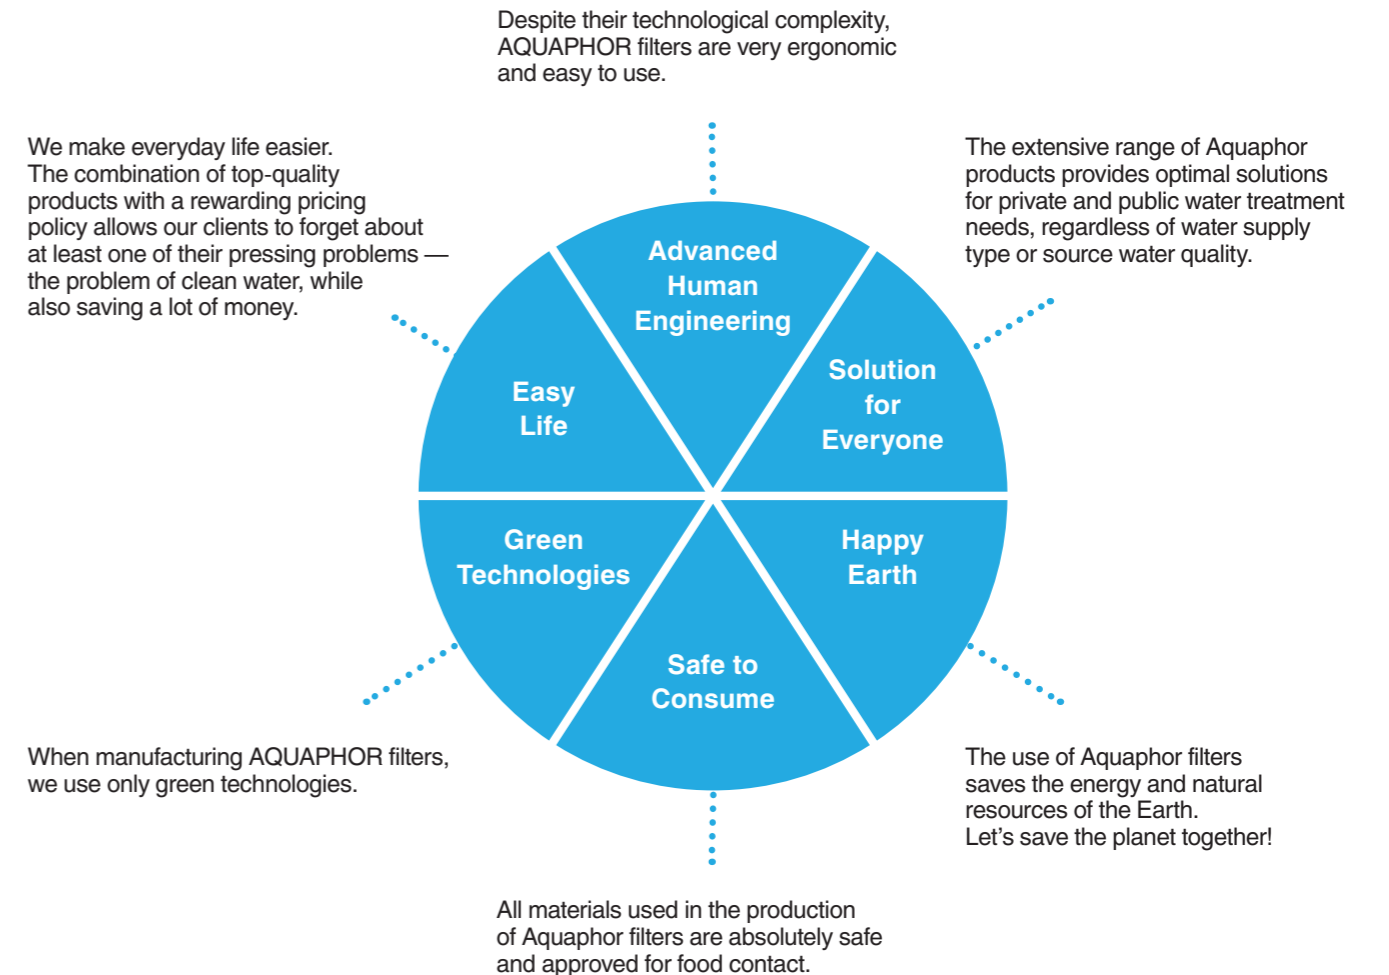 Despite their technological complexity,
AQUAPHOR filters are very ergonomic
and easy to use.
We make everyday life easier.
The combination of top-quality
products with a rewarding pricing
policy allows our clients to forget about
at least one of their pressing problems —
the problem of clean water, while
also saving a lot of money.
The extensive range of Aquaphor
products provides optimal solutions
for private and public water treatment
needs, regardless of water supply
type or source water quality.
Advanced
Human
Engineering
Solution
for
Everyone
Easy
Life
Green
Technologies
Happy
Earth
Safe to
Consume
When manufacturing AQUAPHOR filters,
we use only green technologies.
The use of Aquaphor filters
saves the energy and natural
resources of the Earth.
Let’s save the planet together!
All materials used in the production
of Aquaphor filters are absolutely safe
and approved for food contact.